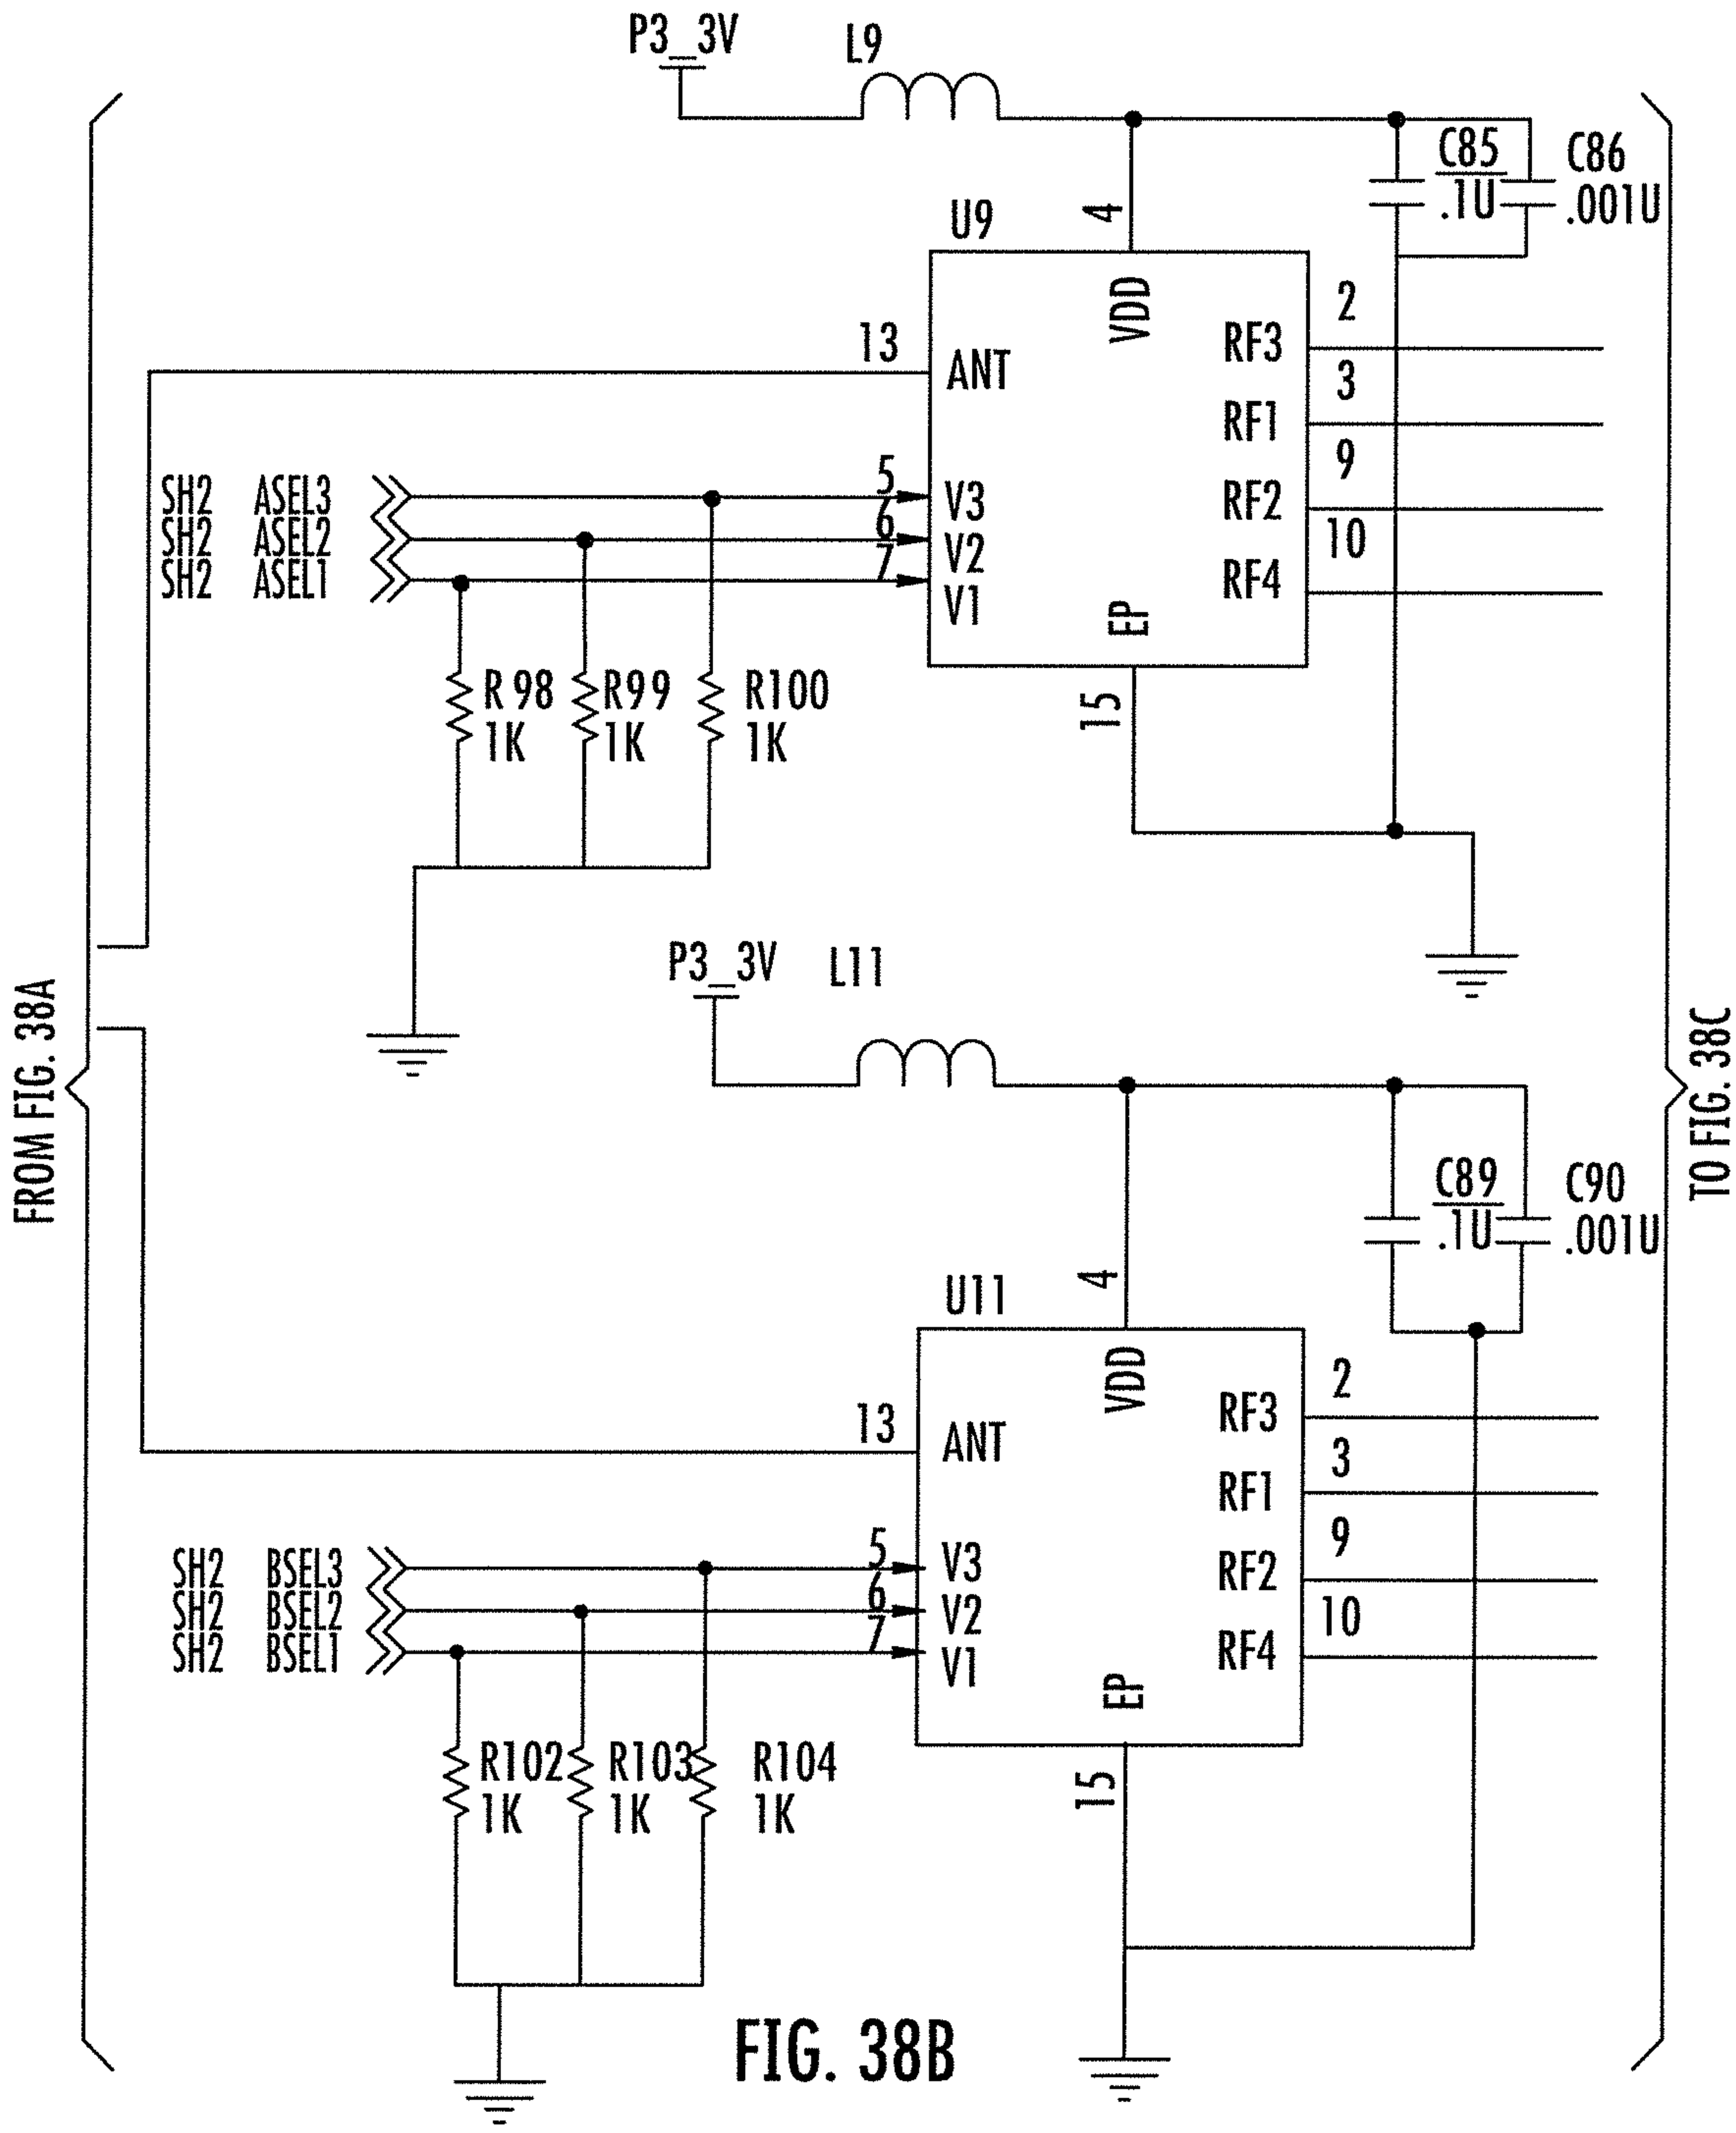 P3_3V
L9
C85
.1U
C86
.001U
U9
4
VDD
13
ANT
RF3
2
RF1
3
RF2
9
RF4
10
SH2 ASEL3
SH2 ASEL2
SH2 ASEL1
5
6
7
V3
V2
V1
EP
15
R98
1K
R99
1K
R100
1K
FROM FIG. 38A
TO FIG. 38C
P3_3V
L11
C89
.1U
C90
.001U
U11
4
VDD
13
ANT
RF3
2
RF1
3
RF2
9
RF4
10
SH2 BSEL3
SH2 BSEL2
SH2 BSEL1
5
6
7
V3
V2
V1
EP
15
R102
1K
R103
1K
R104
1K
FIG. 38B